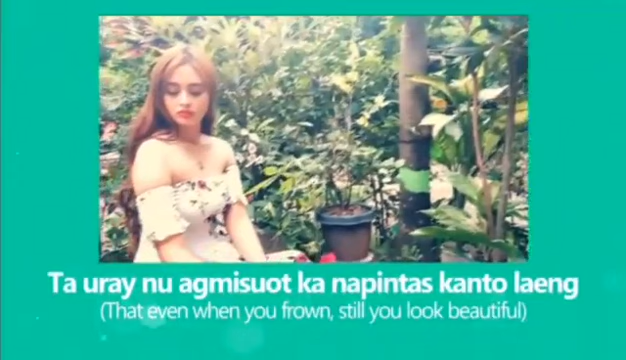 Ta uray nu agmisuot ka napintas kanto laeng
(That even when you frown, still you look beautiful)